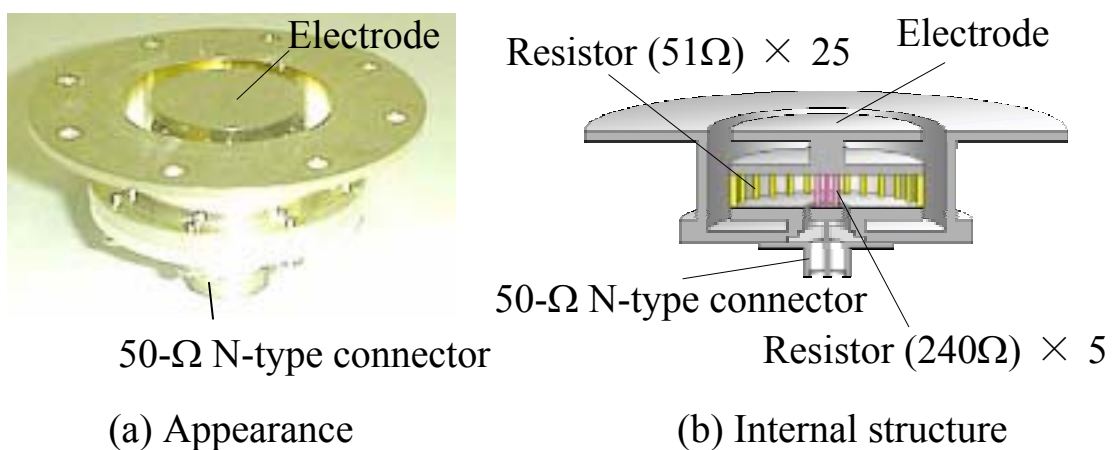 Electrode
50-Ω N-type connector
(a) Appearance
Resistor (51Ω) × 25
Electrode
50-Ω N-type connector
Resistor (240Ω) × 5
(b) Internal structure